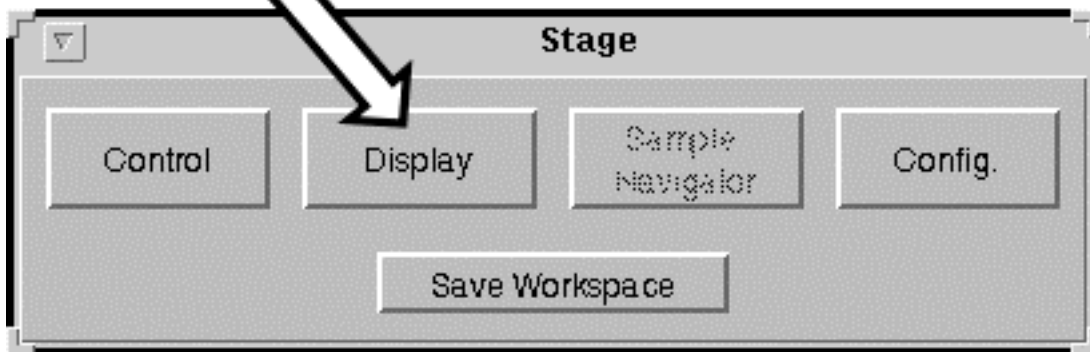 Stage
Control
Display
Sample
Navigator
Config.
Save Workspace